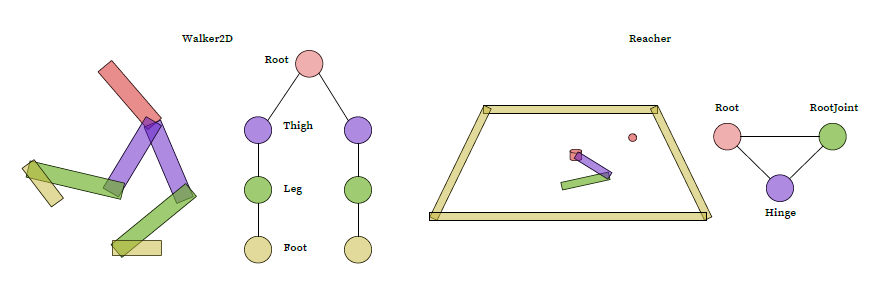 Walker2D
Root
Thigh
Leg
Foot
Reacher
Root
RootJoint
Hinge